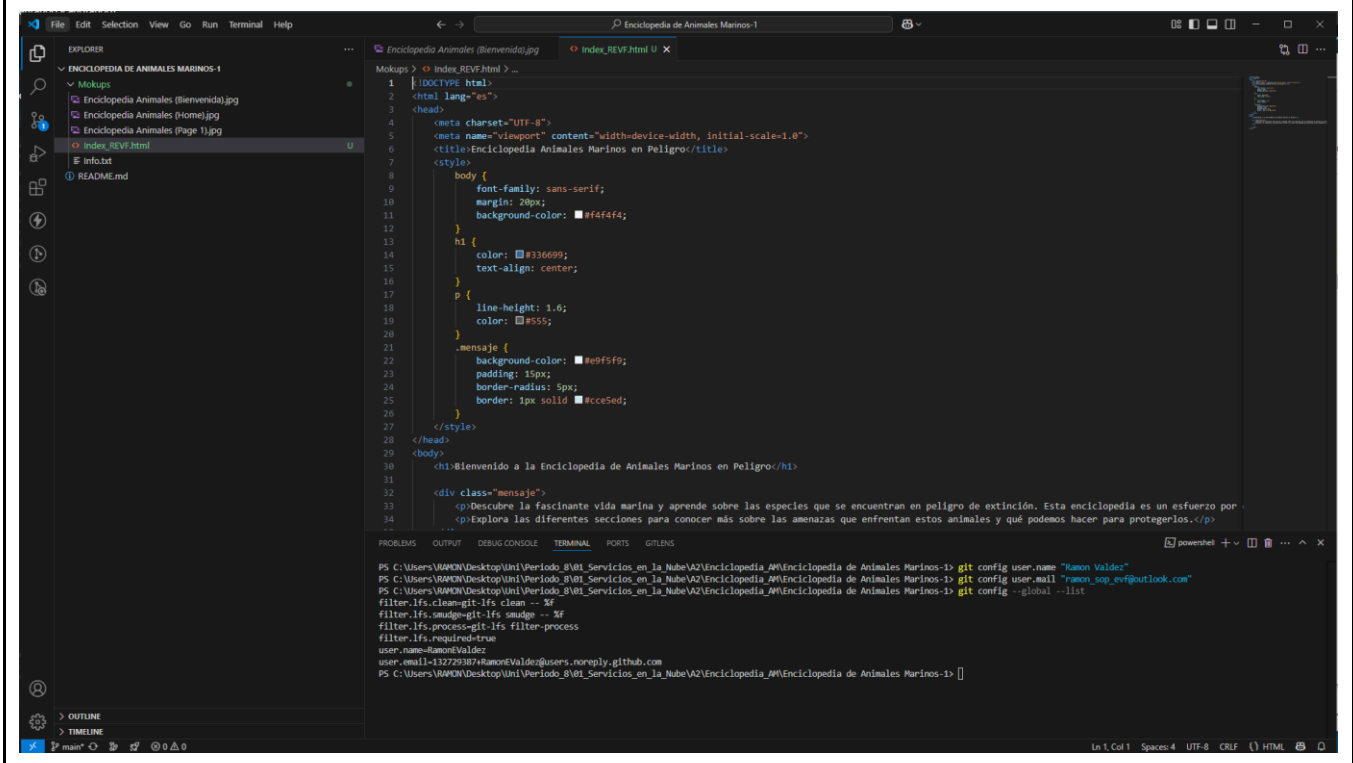 File Edit Selection View Go Run Terminal Help
Enciclopedia de Animales Marinos-1
EXPLORER
ENCICLOPEDIA DE ANIMALES MARINOS-1
Mokups
Enciclopedia Animales (Bienvenida).jpg
Enciclopedia Animales (Home).jpg
Enciclopedia Animales (Page 1).jpg
Index_REVF.html U
Info.txt
README.md
OUTLINE
TIMELINE
Enciclopedia Animales (Bienvenida).jpg Index_REVF.html U
Mokups > Index_REVF.html > ...
1 <!DOCTYPE html>
2 <html lang="es">
3 <head>
4 <meta charset="UTF-8">
5 <meta name="viewport" content="width=device-width, initial-scale=1.0">
6 <title>Enciclopedia Animales Marinos en Peligro</title>
7 <style>
8 body {
9 font-family: sans-serif;
10 margin: 20px;
11 background-color: #f4f4f4;
12 }
13 h1 {
14 color: #336699;
15 text-align: center;
16 }
17 p {
18 line-height: 1.6;
19 color: #555;
20 }
21 .mensaje {
22 background-color: #e9f5f9;
23 padding: 15px;
24 border-radius: 5px;
25 border: 1px solid #cce5ed;
26 }
27 </style>
28 </head>
29 <body>
30 <h1>Bienvenido a la Enciclopedia de Animales Marinos en Peligro</h1>
31
32 <div class="mensaje">
33 <p>Descubre la fascinante vida marina y aprende sobre las especies que se encuentran en peligro de extinción. Esta enciclopedia es un esfuerzo por
34 <p>Explora las diferentes secciones para conocer más sobre las amenazas que enfrentan estos animales y qué podemos hacer para protegerlos.</p>
PROBLEMS OUTPUT DEBUG CONSOLE TERMINAL PORTS GITLENS
powershell
PS C:\Users\RAMON\Desktop\Uni\Periodo_8\01_Servicios_en_la_Nube\A2\Enciclopedia_AM\Enciclopedia de Animales Marinos-1> git config user.name "Ramon Valdez"
PS C:\Users\RAMON\Desktop\Uni\Periodo_8\01_Servicios_en_la_Nube\A2\Enciclopedia_AM\Enciclopedia de Animales Marinos-1> git config user.mail "ramon_sop_evf@outlook.com"
PS C:\Users\RAMON\Desktop\Uni\Periodo_8\01_Servicios_en_la_Nube\A2\Enciclopedia_AM\Enciclopedia de Animales Marinos-1> git config --global --list
filter.lfs.clean=git-lfs clean -- %f
filter.lfs.smudge=git-lfs smudge -- %f
filter.lfs.process=git-lfs filter-process
filter.lfs.required=true
user.name=RamonEValdez
user.email=132729387+RamonEValdez@users.noreply.github.com
PS C:\Users\RAMON\Desktop\Uni\Periodo_8\01_Servicios_en_la_Nube\A2\Enciclopedia_AM\Enciclopedia de Animales Marinos-1>
main* 0 0 Ln 1, Col 1 Spaces: 4 UTF-8 CRLF {} HTML